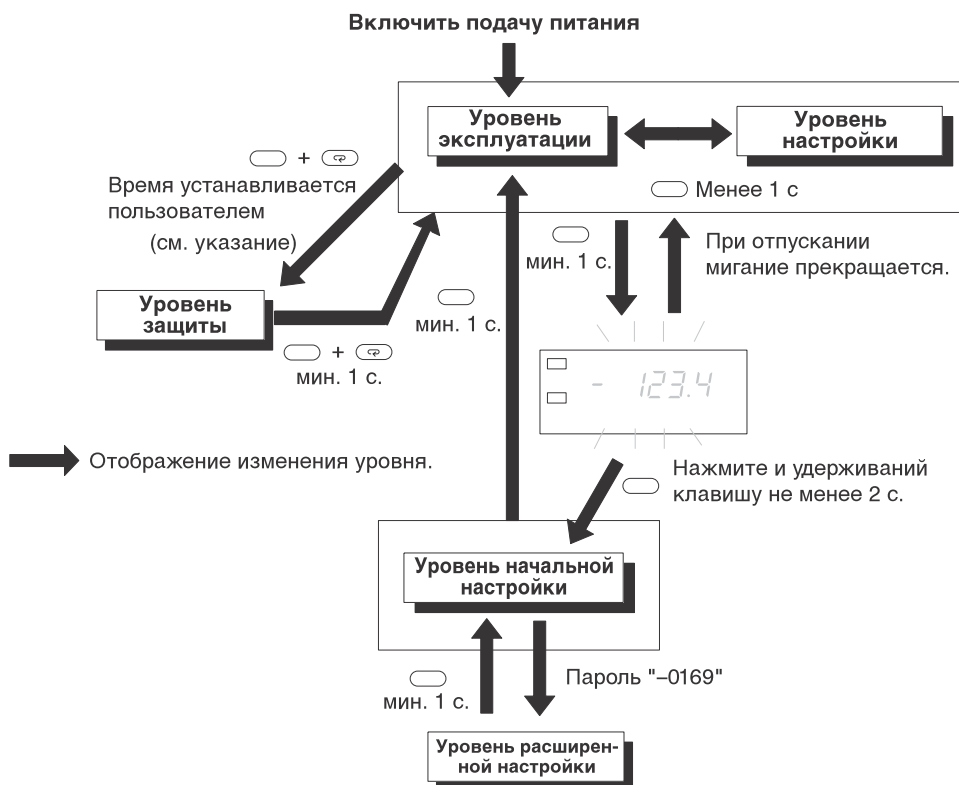 Включить подачу питания
Уровень
эксплуатации
Уровень
настройки
Менее 1 с
+
Время устанавливается
пользователем
(см. указание)
мин. 1 с.
При отпускании
мигание прекращается.
Уровень
защиты
+
мин. 1 с.
мин. 1 с.
- 123.4
Отображение изменения уровня.
Нажмите и удерживаний
клавишу не менее 2 с.
Уровень начальной
настройки
мин. 1 с.
Пароль "–0169"
Уровень расширен-
ной настройки